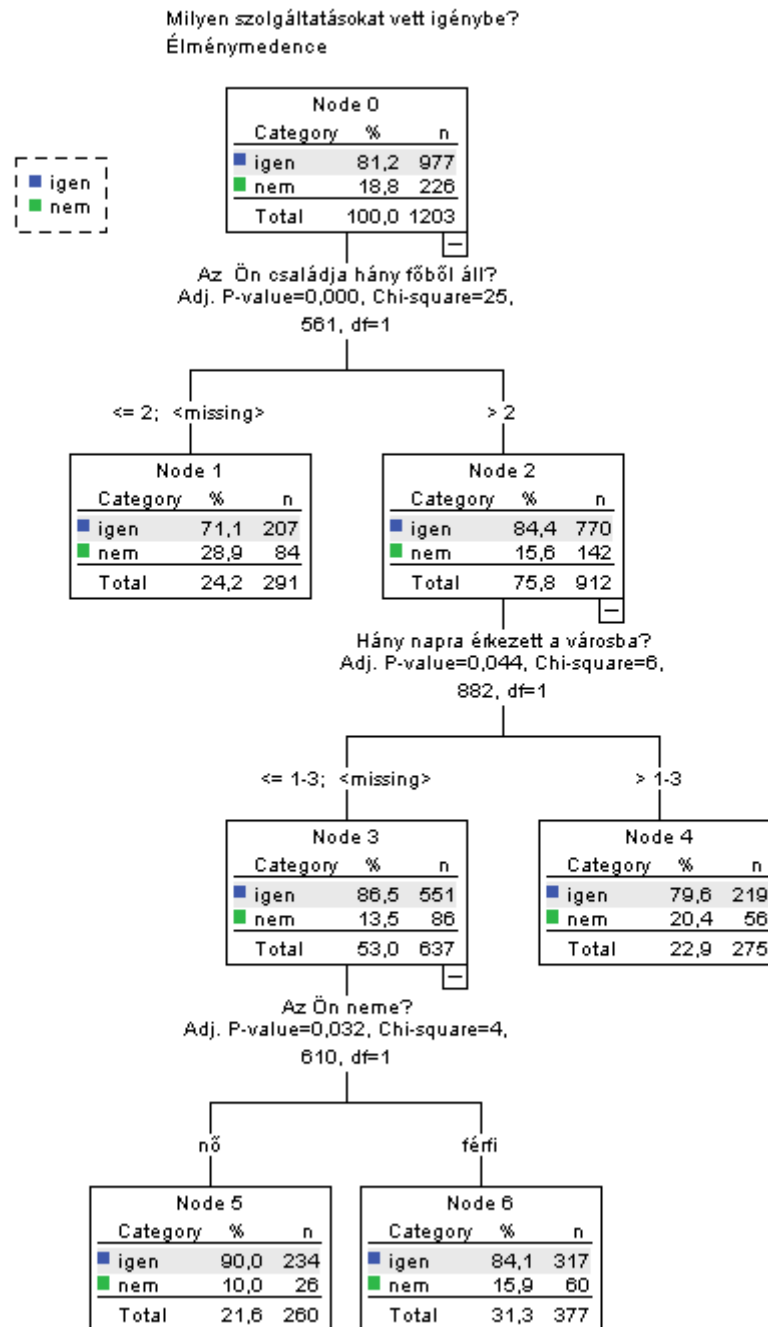 Milyen szolgáltatásokat vett igénybe?
Élménymedence
igen
nem
Node 0
Category % n
igen 81,2 977
nem 18,8 226
Total 100,0 1203
Az Ön családja hány főből áll?
Adj. P-value=0,000, Chi-square=25,
561, df=1
<= 2; <missing>
> 2
Node 1
Category % n
igen 71,1 207
nem 28,9 84
Total 24,2 291
Node 2
Category % n
igen 84,4 770
nem 15,6 142
Total 75,8 912
Hány napra érkezett a városba?
Adj. P-value=0,044, Chi-square=6,
882, df=1
<= 1-3; <missing>
> 1-3
Node 3
Category % n
igen 86,5 551
nem 13,5 86
Total 53,0 637
Node 4
Category % n
igen 79,6 219
nem 20,4 56
Total 22,9 275
Az Ön neme?
Adj. P-value=0,032, Chi-square=4,
610, df=1
nő
férfi
Node 5
Category % n
igen 90,0 234
nem 10,0 26
Total 21,6 260
Node 6
Category % n
igen 84,1 317
nem 15,9 60
Total 31,3 377